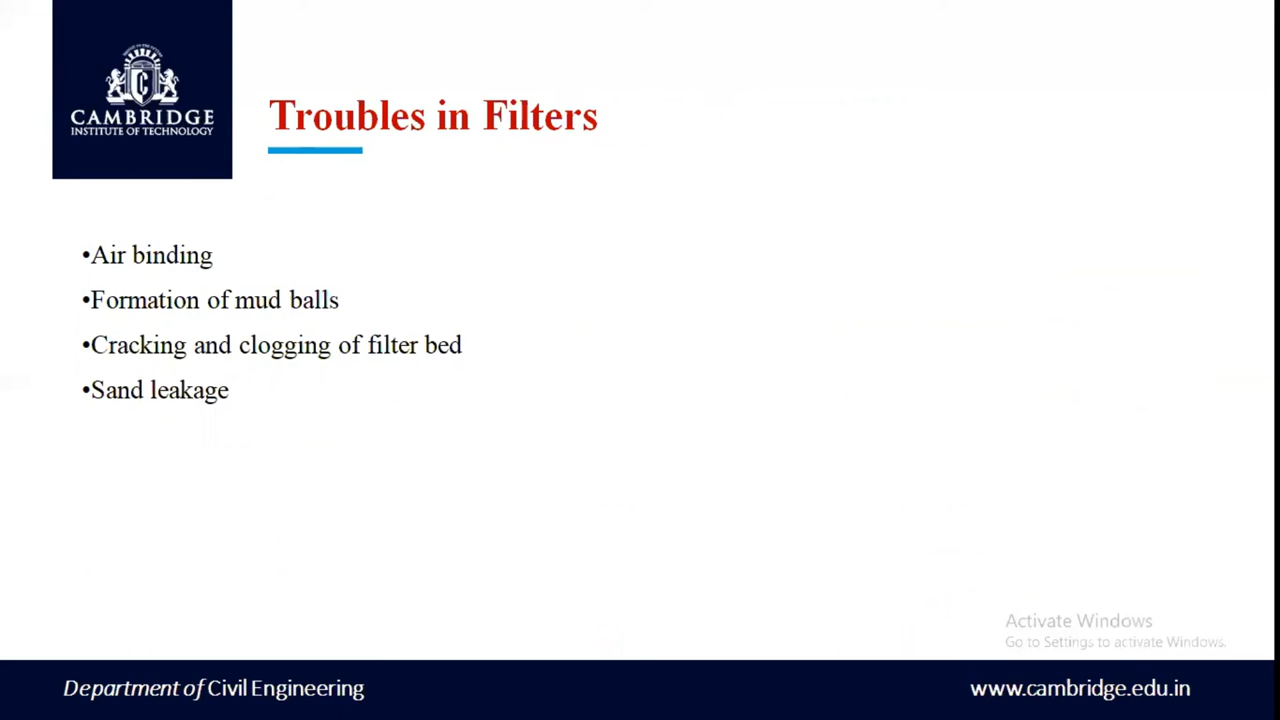 CAMBRIDGE
INSTITUTE OF TECHNOLOGY
Troubles in Filters
•Air binding
•Formation of mud balls
•Cracking and clogging of filter bed
•Sand leakage
Activate Windows
Go to Settings to activate Windows.
Department of Civil Engineering
www.cambridge.edu.in